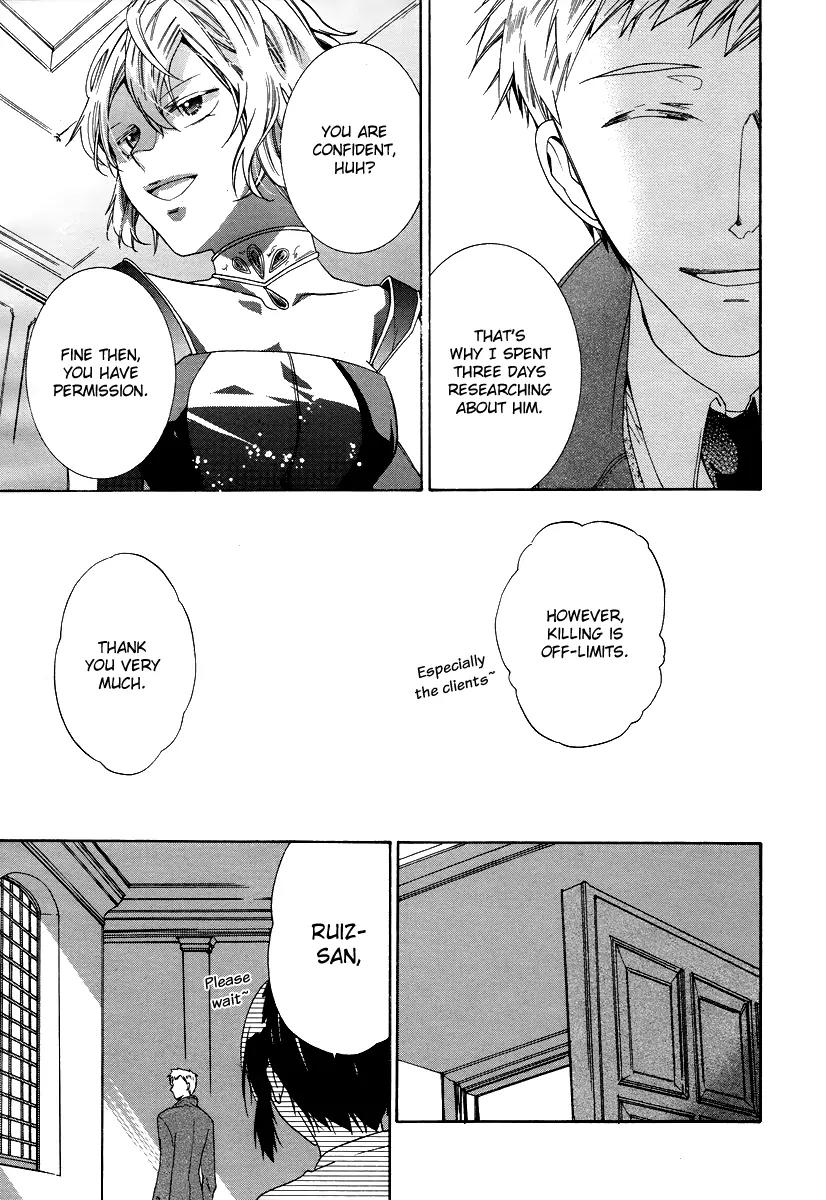 THAT'S
WHY I SPENT
THREE DAYS
RESEARCHING
ABOUT HIM.
YOU ARE
CONFIDENT,
HUH?
FINE THEN,
YOU HAVE
PERMISSION.
HOWEVER,
KILLING IS
OFF-LIMITS.
Especially
the clients~
THANK
YOU VERY
MUCH.
RUIZ-
SAN,
Please
wait~